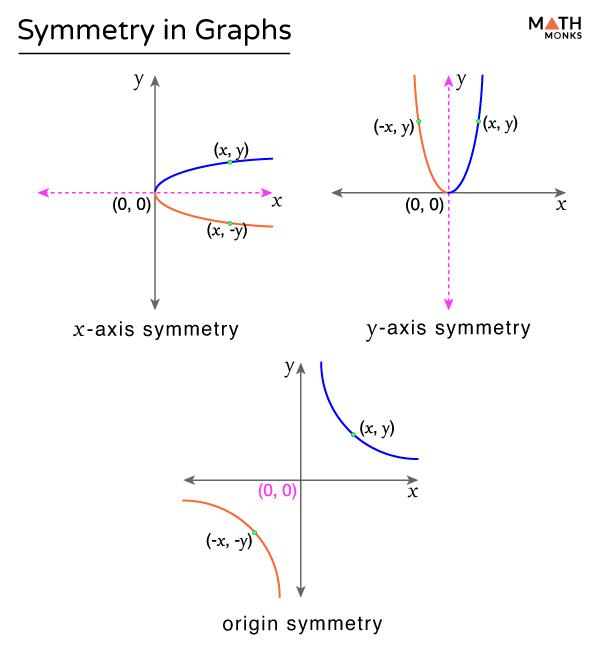 Symmetry in Graphs
MATH
MONKS
y
(x, y)
x
(0, 0)
(x, -y)
x-axis symmetry
y
(-x, y)
(x, y)
(0, 0)
x
y-axis symmetry
y
(x, y)
(0, 0)
x
(-x, -y)
origin symmetry